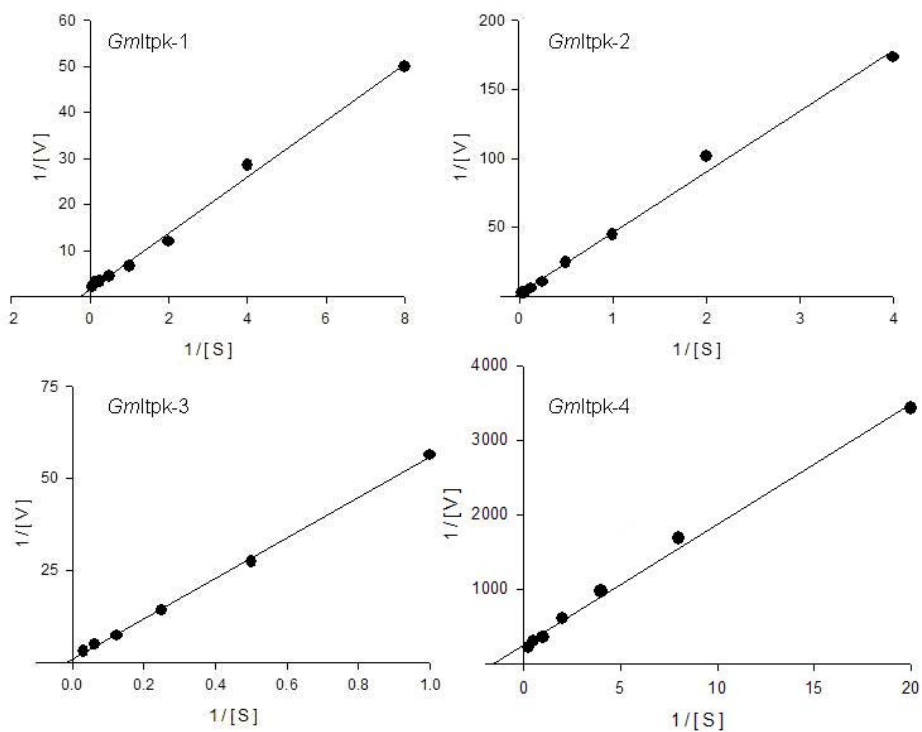 GmItpk-1
60
50
40
30
20
10
1/[V]
2 0 2 4 6 8
1/[S]
GmItpk-2
200
150
100
50
1/[V]
0 1 2 3 4
1/[S]
GmItpk-3
75
50
25
1/[V]
0.0 0.2 0.4 0.6 0.8 1.0
1/[S]
GmItpk-4
4000
3000
2000
1000
0
1/[V]
0 5 10 15 20
1/[S]